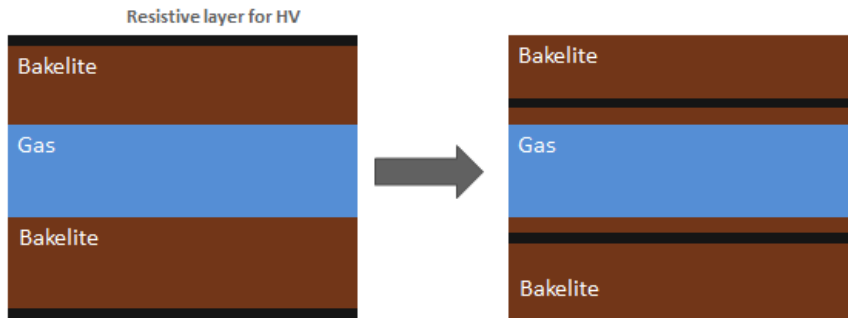 Resistive layer for HV
Bakelite
Gas
Bakelite
Bakelite
Gas
Bakelite